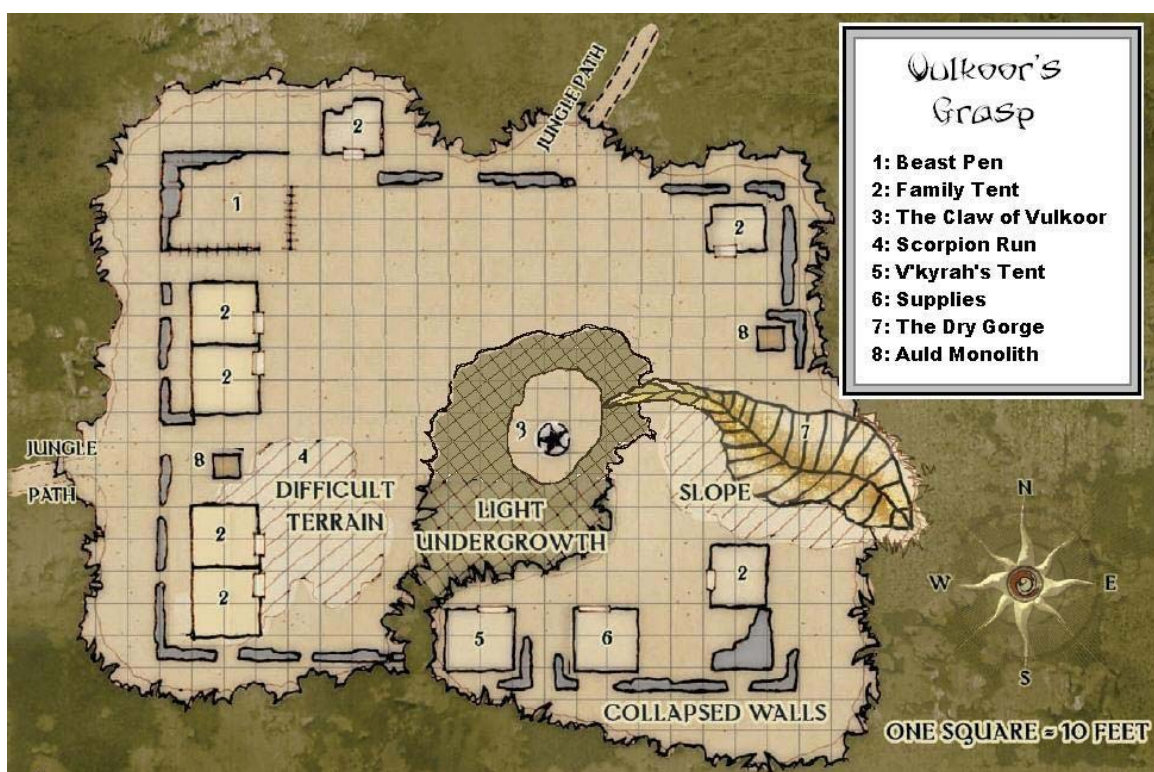 Vulkoor's
Grasp
1: Beast Pen
2: Family Tent
3: The Claw of Vulkoor
4: Scorpion Run
5: V'kyrah's Tent
6: Supplies
7: The Dry Gorge
8: Auld Monolith
JUNGLE PATH
2
1
2
2
8
2
3
7
JUNGLE
PATH
8
4
DIFFICULT
TERRAIN
SLOPE
LIGHT
UNDERGROWTH
N
W
E
S
2
2
2
2
5
6
COLLAPSED WALLS
ONE SQUARE = 10 FEET